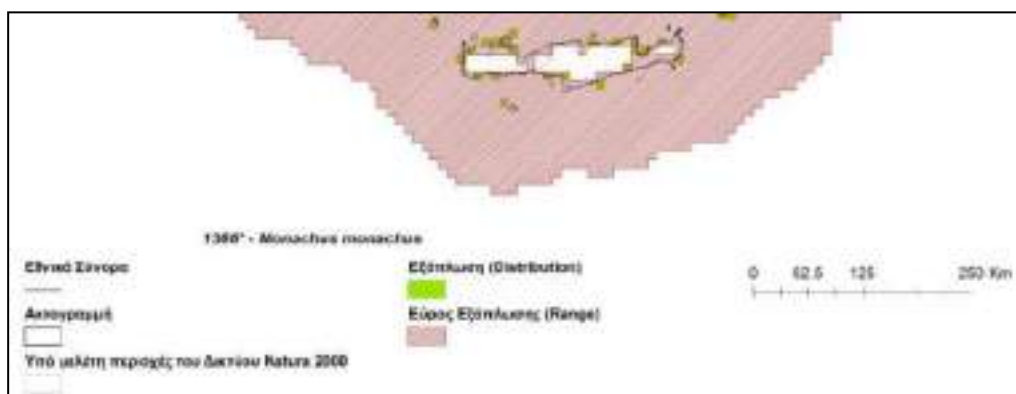 1366* - Monachus monachus
Εθνικά Σύνορα
Εξάπλωση (Distribution)
0 62.5 125 250 Km
Ακτογραμμή
Εύρος Εξάπλωσης (Range)
Υπό μελέτη περιοχές του Δικτύου Natura 2000